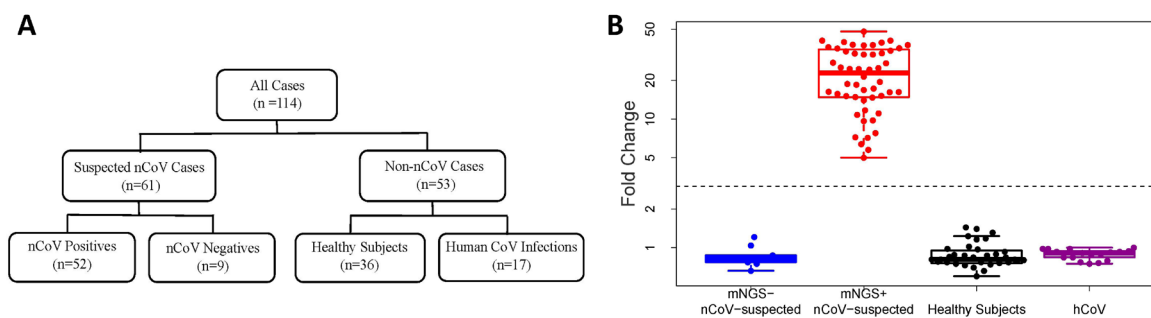 A
All Cases
(n =114)
Suspected nCoV Cases
(n=61)
Non-nCoV Cases
(n=53)
nCoV Positives
(n=52)
nCoV Negatives
(n=9)
Healthy Subjects
(n=36)
Human CoV Infections
(n=17)
B
Fold Change
50
20
10
5
2
1
mNGS−
nCoV−suspected
mNGS+
nCoV−suspected
Healthy Subjects
hCoV